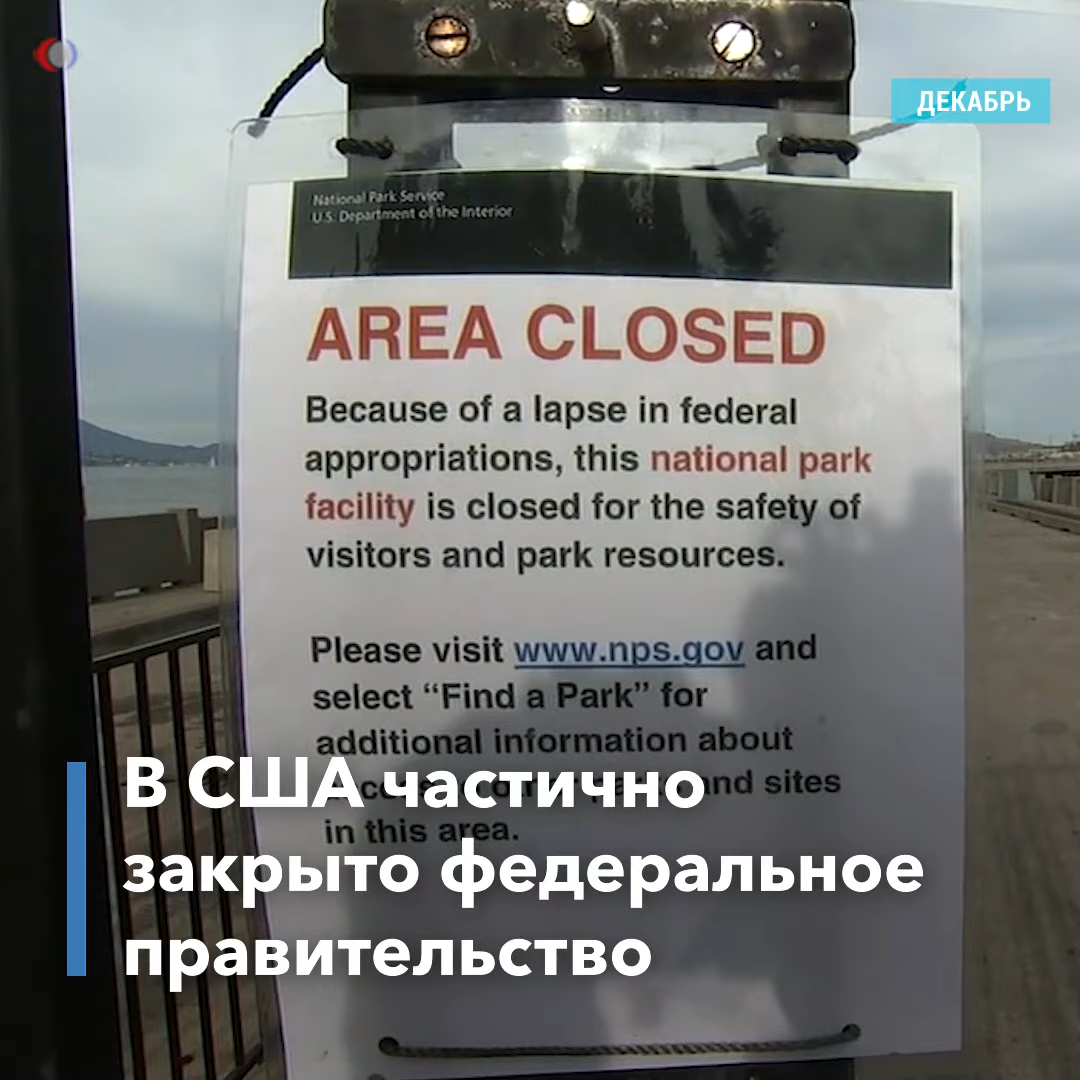 ДЕКАБРЬ
National Park Service
U.S. Department of the Interior
AREA CLOSED
Because of a lapse in federal
appropriations, this national park
facility is closed for the safety of
visitors and park resources.
Please visit www.nps.gov and
select “Find a Park” for
additional information about
and sites
in this area.
В США частично
закрыто федеральное
правительство